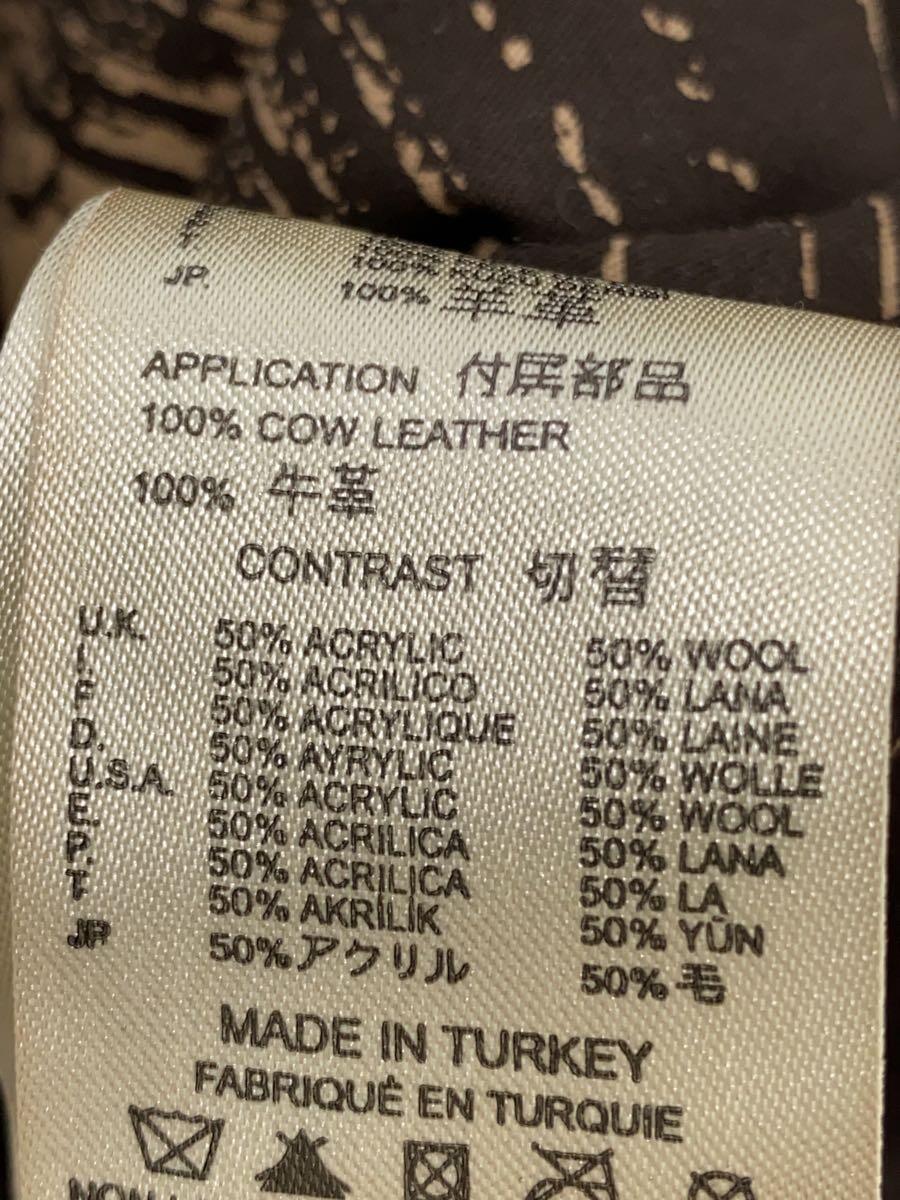 JP. 100% 羊革
APPLICATION 付属部品
100% COW LEATHER
100% 牛革
CONTRAST 切替
U.K. 50% ACRYLIC 50% WOOL
I. 50% ACRILICO 50% LANA
F 50% ACRYLIQUE 50% LAINE
D. 50% AYRYLIC 50% WOLLE
U.S.A. 50% ACRYLIC 50% WOOL
E. 50% ACRILICA 50% LANA
P. 50% ACRILICA 50% LA
T. 50% AKRİLİK 50% YÜN
JP 50%アクリル 50% 毛
MADE IN TURKEY
FABRIQUÉ EN TURQUIE
NON